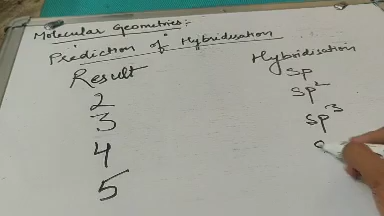 Molecular Geometries:-
Prediction of Hybridisation
Result Hybridisation
2 sp
3 sp²
4 sp³
5 s